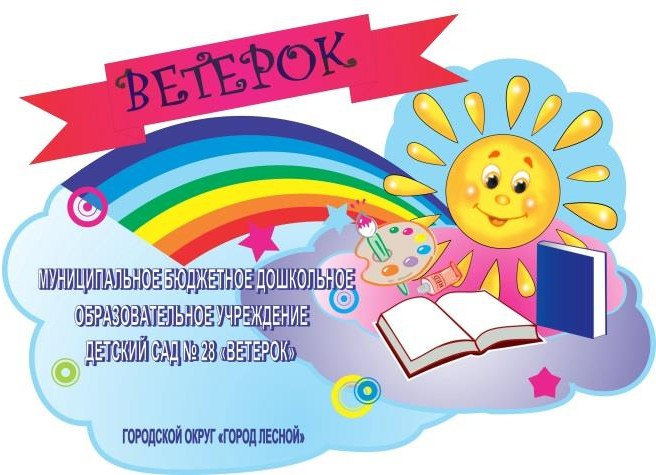 ВЕТЕРОК
МУНИЦИПАЛЬНОЕ БЮДЖЕТНОЕ ДОШКОЛЬНОЕ
ОБРАЗОВАТЕЛЬНОЕ УЧРЕЖДЕНИЕ
ДЕТСКИЙ САД № 28 «ВЕТЕРОК»
ГОРОДСКОЙ ОКРУГ «ГОРОД ЛЕСНОЙ»